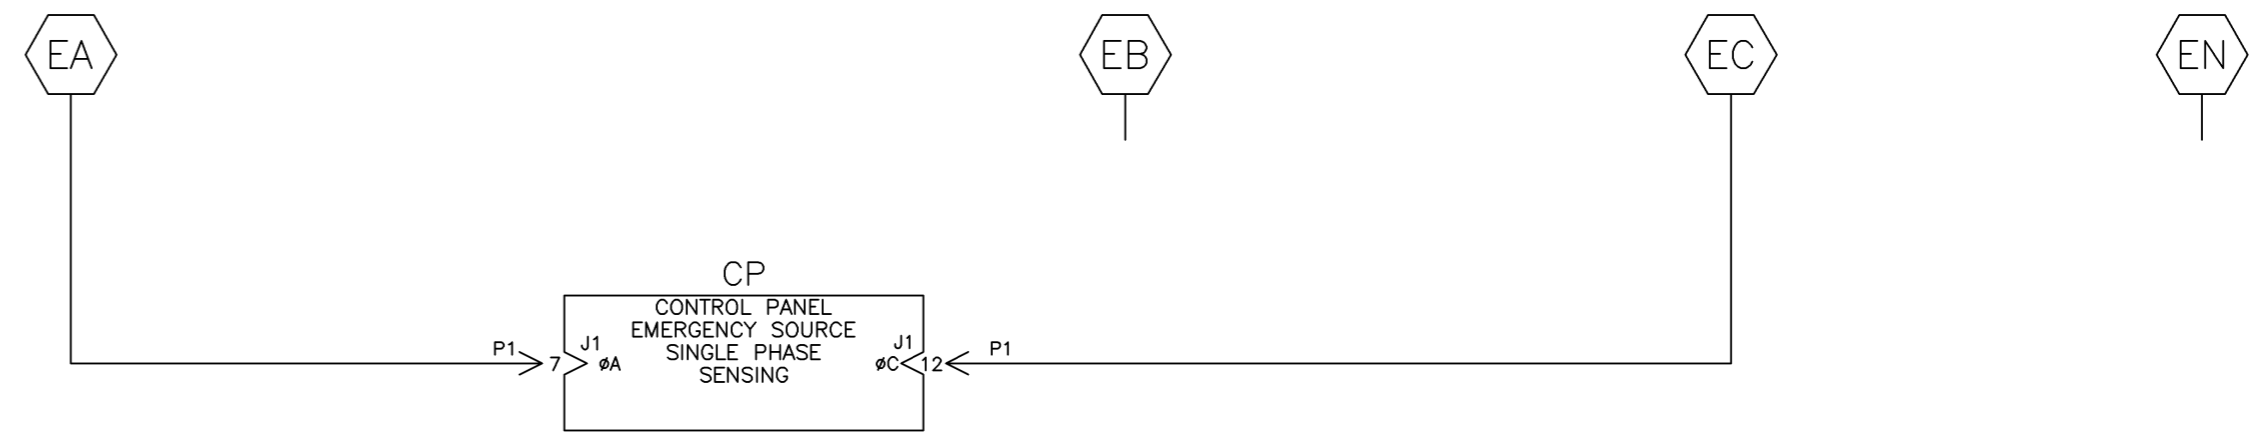 EA
EB
EC
EN
CP
CONTROL PANEL
EMERGENCY SOURCE
SINGLE PHASE
SENSING
P1
7
J1
øA
J1
øC
12
P1